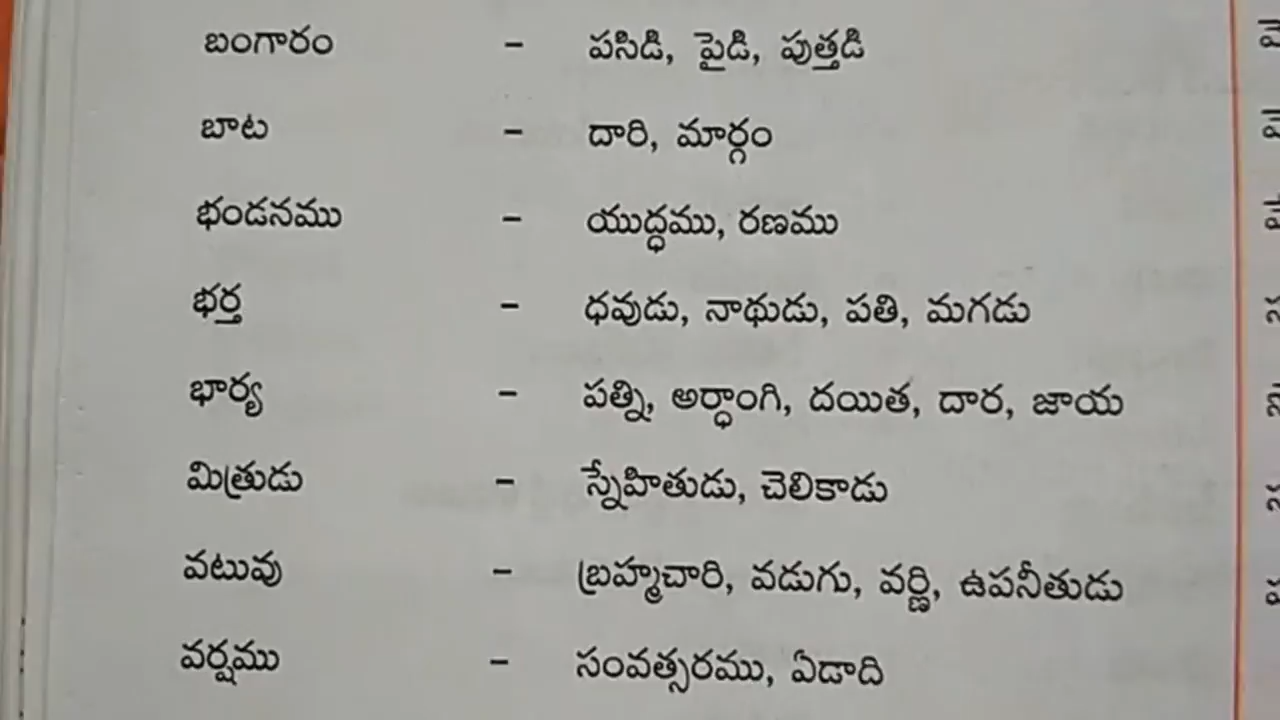 బంగారం - పసిడి, పైడి, పుత్తడి
బాట - దారి, మార్గం
భండనము - యుద్ధము, రణము
భర్త - ధవుడు, నాథుడు, పతి, మగడు
భార్య - పత్ని, అర్ధాంగి, దయిత, దార, జాయ
మిత్రుడు - స్నేహితుడు, చెలికాడు
వటువు - బ్రహ్మచారి, వడుగు, వర్ణి, ఉపనీతుడు
వర్షము - సంవత్సరము, ఏడాది